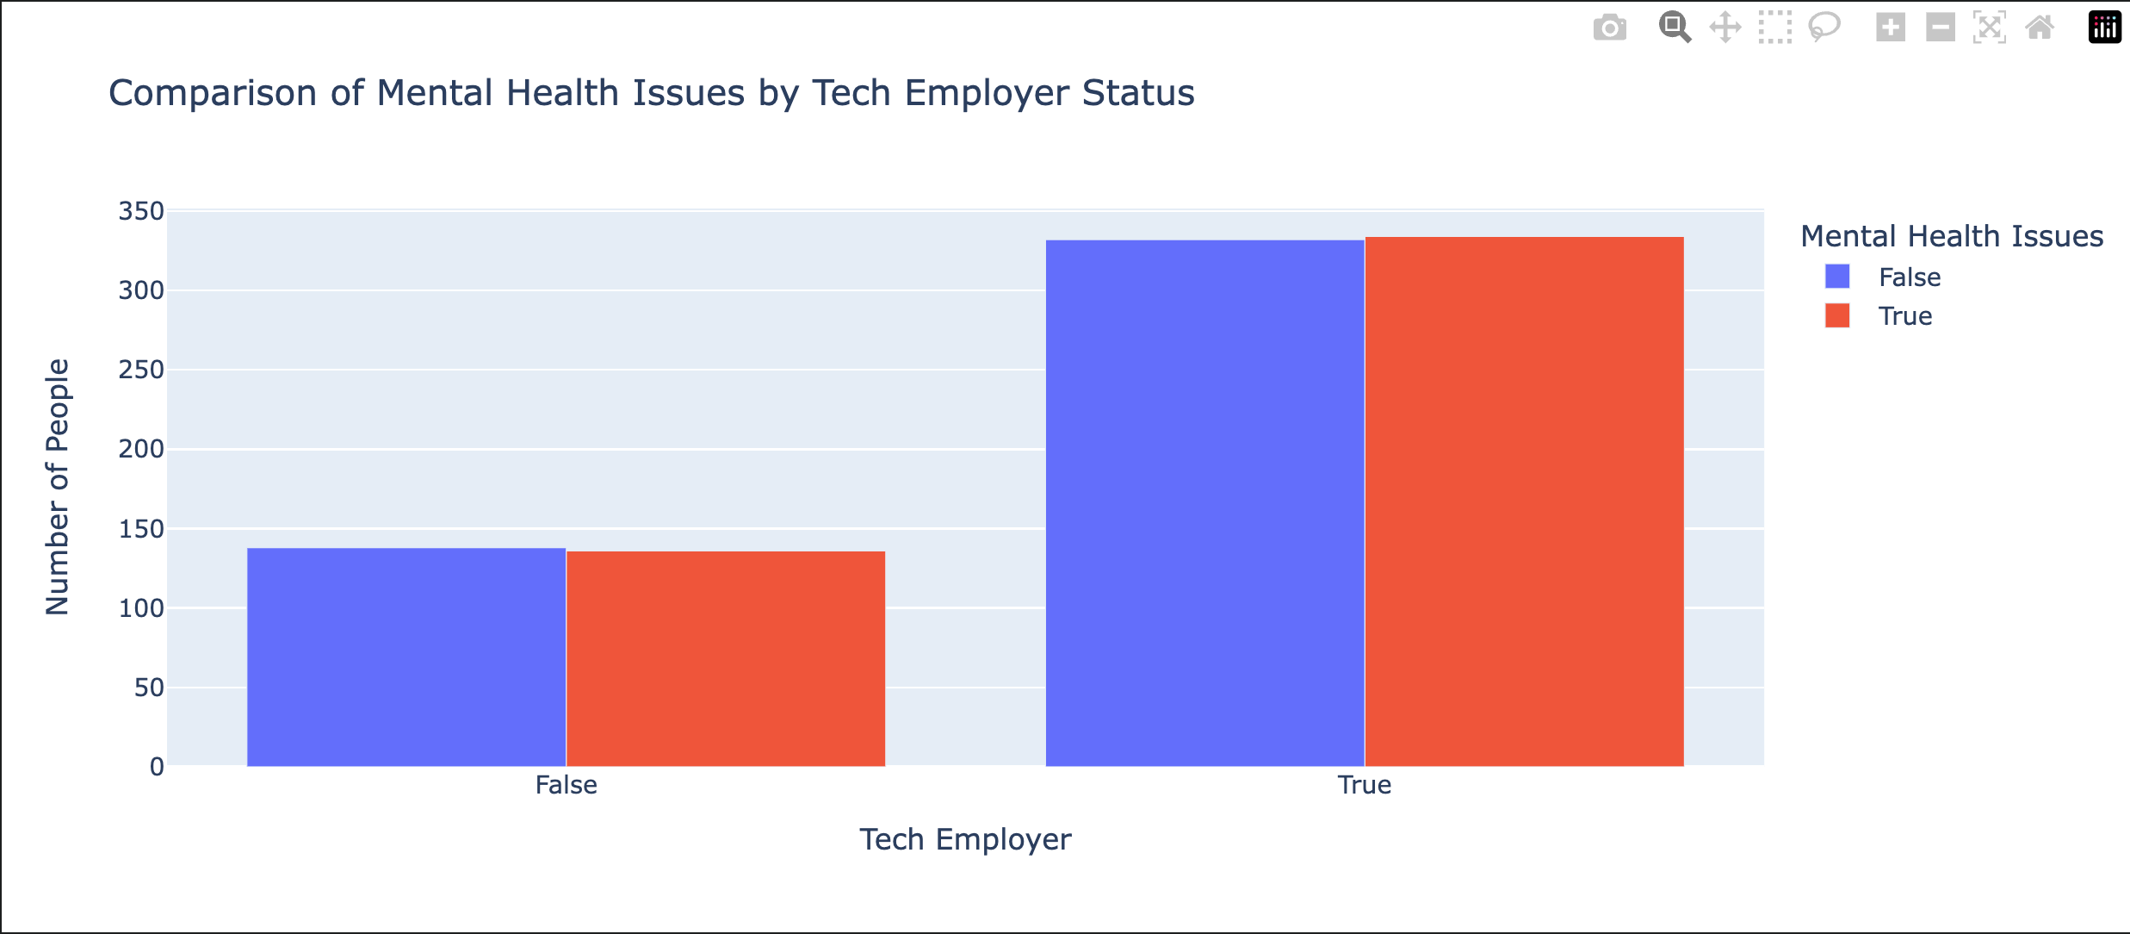 Comparison of Mental Health Issues by Tech Employer Status
350
300
250
200
150
100
50
0
Number of People
False
True
Tech Employer
Mental Health Issues
False
True